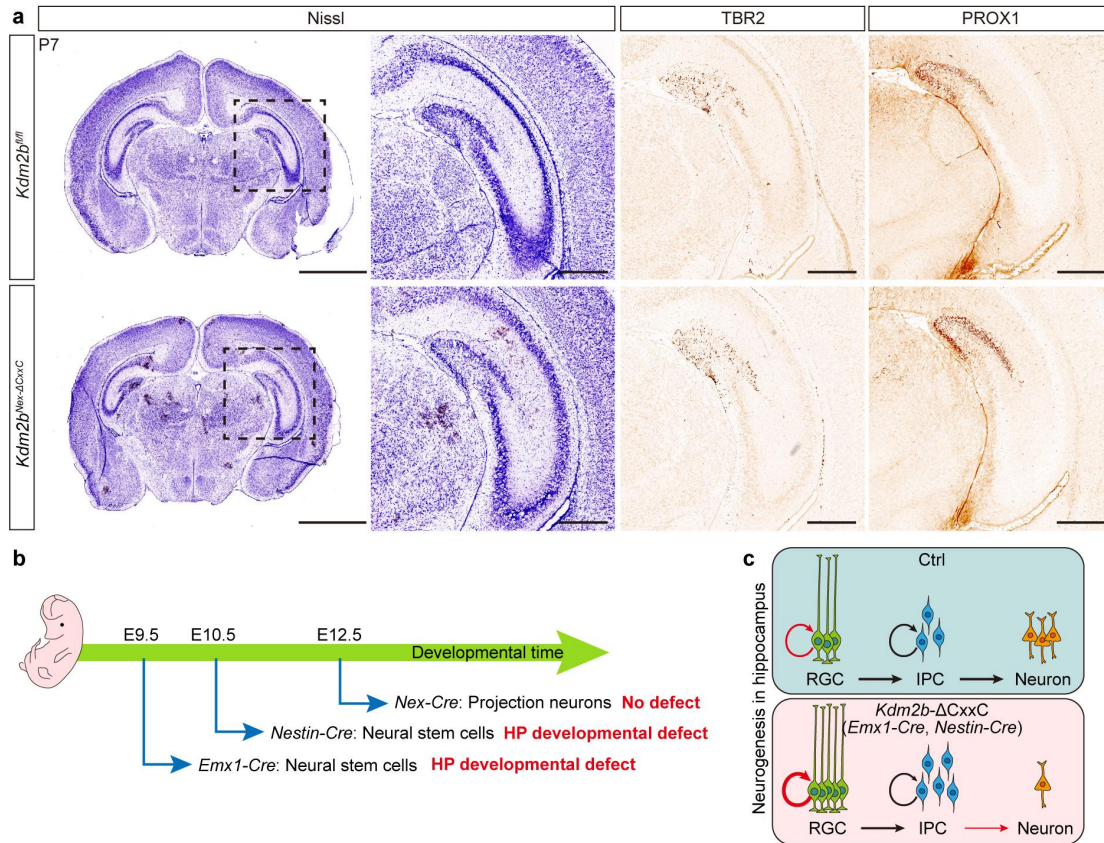 a
Nissl
TBR2
PROX1
P7
Kdm2b^fl/fl
Kdm2b^Nex-ΔCxxC
b
E9.5
E10.5
E12.5
Developmental time
Nex-Cre: Projection neurons No defect
Nestin-Cre: Neural stem cells HP developmental defect
Emx1-Cre: Neural stem cells HP developmental defect
c
Neurogenesis in hippocampus
Ctrl
RGC IPC Neuron
Kdm2b-ΔCxxC
(Emx1-Cre, Nestin-Cre)
RGC IPC Neuron